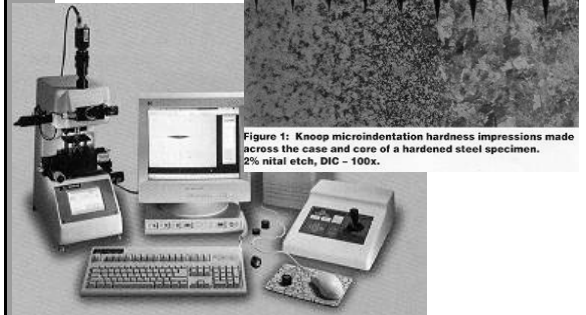 Figure 1: Knoop microindentation hardness impressions made
across the case and core of a hardened steel specimen.
2% nital etch, DIC – 100x.